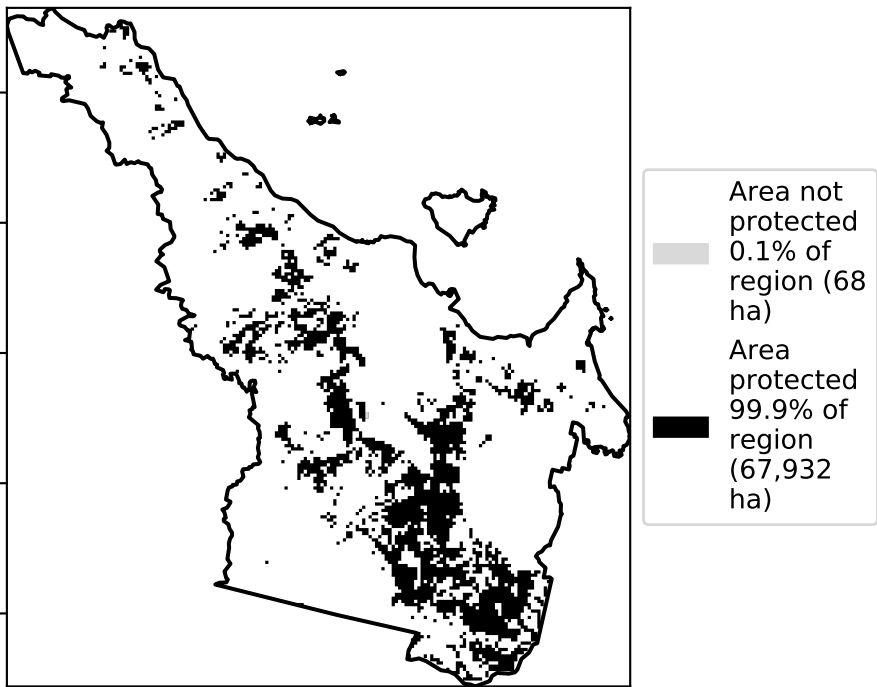 Area not
protected
0.1% of
region (68
ha)
Area
protected
99.9% of
region
(67,932
ha)